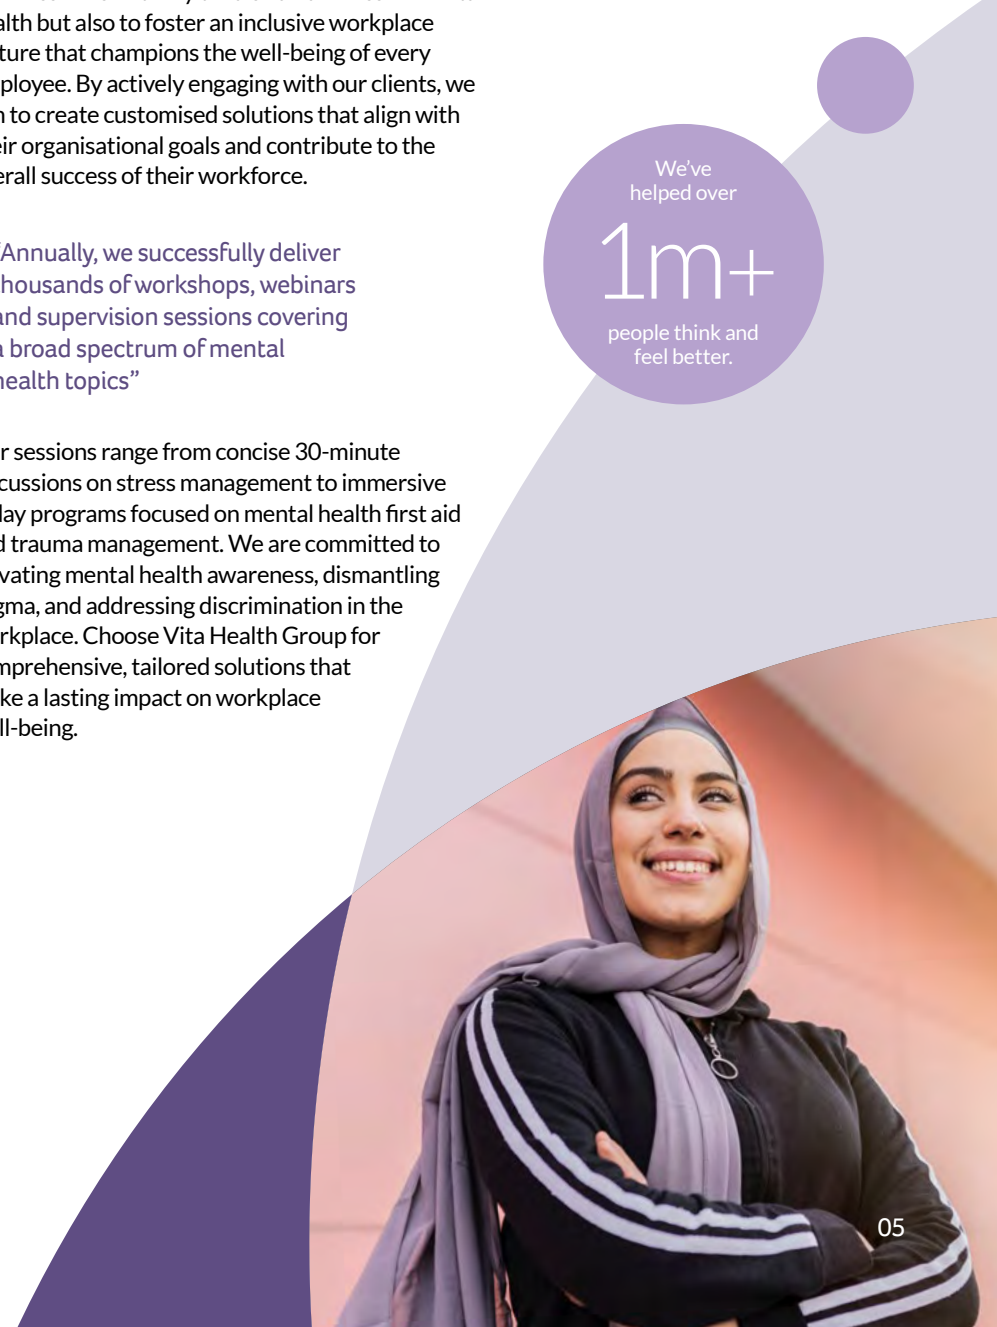 alth but also to foster an inclusive workplace
ture that champions the well-being of every
ployee. By actively engaging with our clients, we
to create customised solutions that align with
eir organisational goals and contribute to the
erall success of their workforce.
Annually, we successfully deliver
housands of workshops, webinars
and supervision sessions covering
a broad spectrum of mental
health topics”
r sessions range from concise 30-minute
cussions on stress management to immersive
lay programs focused on mental health first aid
d trauma management. We are committed to
vating mental health awareness, dismantling
gma, and addressing discrimination in the
rkplace. Choose Vita Health Group for
mprehensive, tailored solutions that
ke a lasting impact on workplace
ll-being.
We’ve
helped over
1m+
people think and
feel better.
05